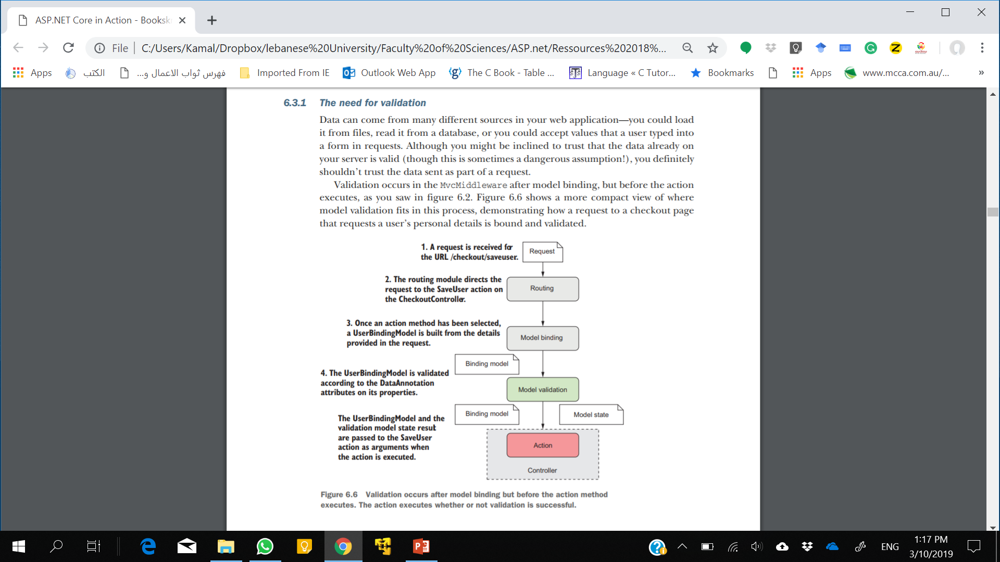 ASP.NET Core in Action - Booksk
File
C:/Users/Kamal/Dropbox/lebanese%20University/Faculty%20of%20Sciences/ASP.net/Ressources%202018%...
Apps
الكتب
فهرس ثواب الاعمال و...
Imported From IE
Outlook Web App
The C Book - Table ...
Language « C Tutor...
Bookmarks
Apps
www.mcca.com.au/...
»
6.3.1 The need for validation
Data can come from many different sources in your web application—you could load
it from files, read it from a database, or you could accept values that a user typed into
a form in requests. Although you might be inclined to trust that the data already on
your server is valid (though this is sometimes a dangerous assumption!), you definitely
shouldn't trust the data sent as part of a request.
Validation occurs in the MvcMiddleware after model binding, but before the action
executes, as you saw in figure 6.2. Figure 6.6 shows a more compact view of where
model validation fits in this process, demonstrating how a request to a checkout page
that requests a user's personal details is bound and validated.
1. A request is received for
the URL /checkout/saveuser.
Request
2. The routing module directs the
request to the SaveUser action on
the CheckoutController.
Routing
3. Once an action method has been selected,
a UserBindingModel is built from the details
provided in the request.
Model binding
Binding model
4. The UserBindingModel is validated
according to the DataAnnotation
attributes on its properties.
Model validation
Binding model
Model state
The UserBindingModel and the
validation model state result
are passed to the SaveUser
action as arguments when
the action is executed.
Action
Controller
Figure 6.6 Validation occurs after model binding but before the action method
executes. The action executes whether or not validation is successful.
ENG
1:17 PM
3/10/2019